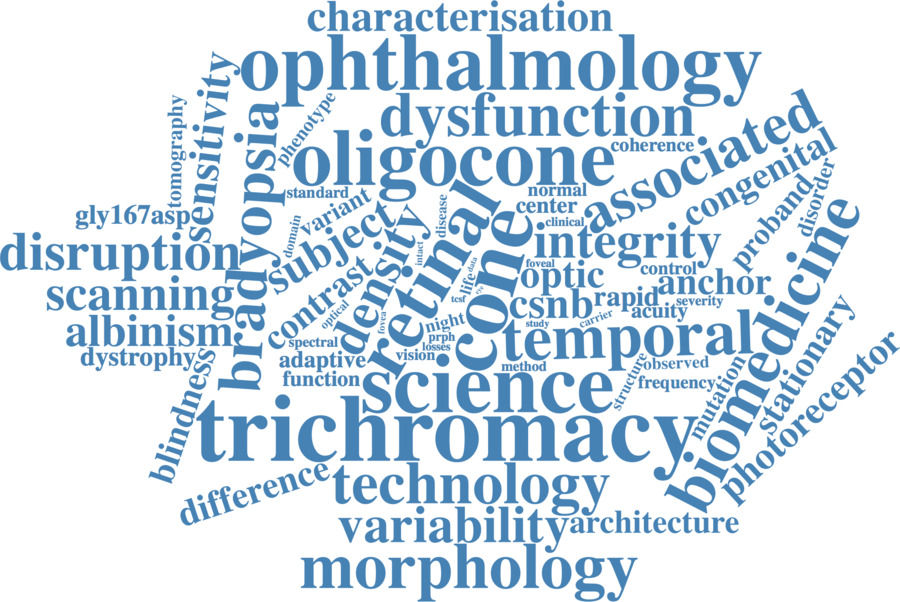 characterisation
ophthalmology
dysfunction
sensitivity
tomography
phenotype
bradyopsia
oligocone
coherence
associated
congenital
standard
normal
center
clinical
variant
disease
domain
gly167asp
subject
density
retinal
cone
proband
disorder
biomedicine
disruption
integrity
intact
contrast
foveal
optic
data
life
eye
control
anchor
scanning
csnb
rapid
severity
tcsf
acuity
optical
fovea
night
study
carrier
albinism
temporal
spectral
prph
losses
vision
dystrophy
adaptive
method
observed
structure
function
science
frequency
mutation
stationary
photoreceptor
blindness
trichromacy
difference
technology
variability
architecture
morphology